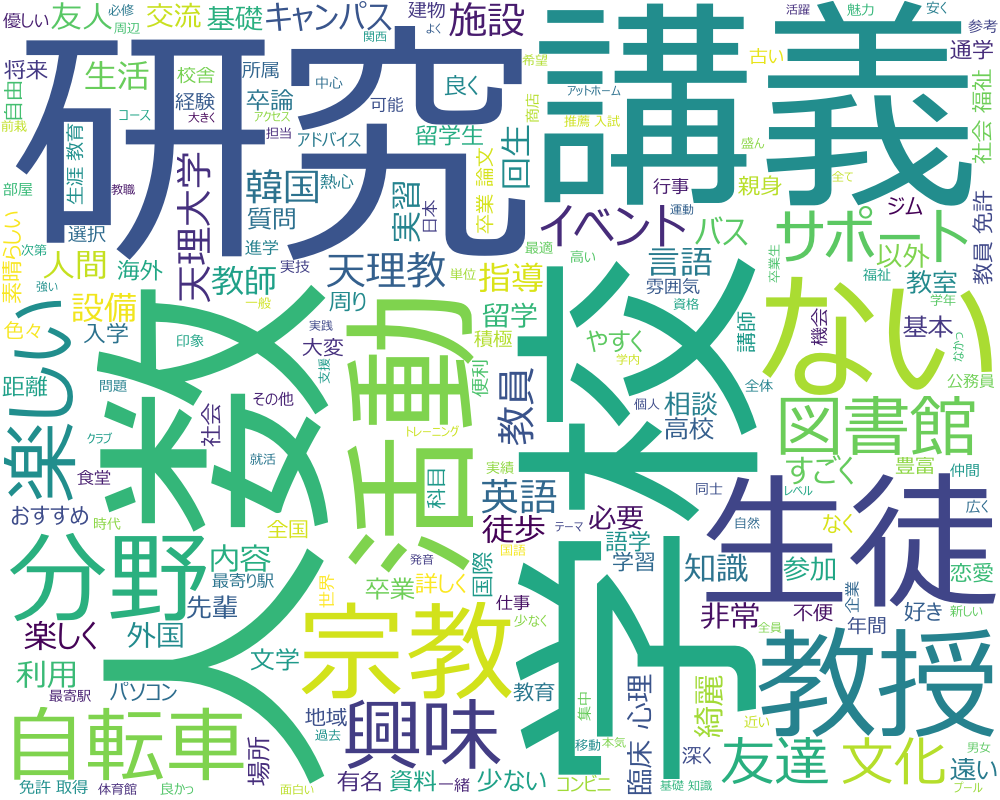 優しい
必修
周辺
友人
交流
基礎
キャンパス
関西
建物
よく
施設
研究
講義
活躍
魅力
安く
参考
通学
古い
将来
自由
生活
校舎
所属
中心
経験
大きく
卒論
可能
良く
希望
アットホーム
商店
推薦 入試
盛ん
社会 福祉
前栽
コース
アクセス
担当
アドバイス
留学生
回生
部屋
生涯 教育
教職
天理大学
韓国
熱心
卒業 論文
行事
親身
全て
教員 免許
選択
質問
実習
日本
イベント
運動
ジム
素晴らしい
次第
人間
海外
進学
教師
実技
天理教
単位
最適
指導
高い
言語
バス
サポート
以外
卒業生
福祉
強い
設備
一般
周り
留学
雰囲気
資格
教室
学年
色々
入学
印象
実践
大変
積極
やすく
学内
講師
機会
基本
なかっ
楽しい
距離
人数
問題
支援
活動
便利
学校
ない
公務員
その他
社会
教員
個人
相談
全体
高校
図書館
クラブ
就活
トレーニング
食堂
科目
実績
すごく
豊富
仲間
おすすめ
時代
全国
英語
同士
レベル
生徒
広く
徒歩
テーマ
必要
自然
なく
分野
内容
最寄り駅
発音
国語
語学
学習
知識
参加
恋愛
先輩
世界
卒業
詳しく
国際
仕事
少なく
非常
不便
企業
年間
好き
新しい
楽しく
外国
宗教
全員
教授
利用
文学
最寄駅
パソコン
教育
集中
臨床 心理
綺麗
近い
自転車
場所
地域
過去
興味
移動
本気
深く
友達
文化
遠い
男女
プール
免許 取得
体育館
良かっ
面白い
有名
資料
一緒
少ない
コンビニ
基礎 知識